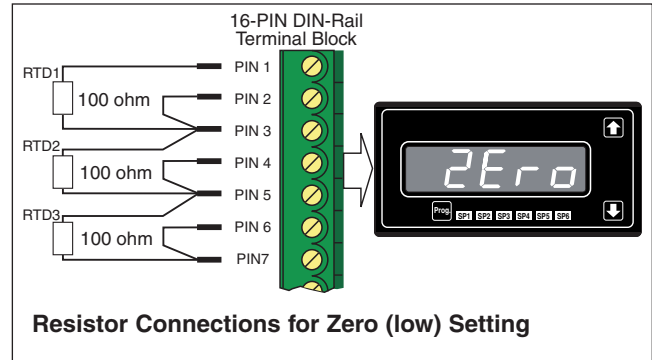 16-PIN DIN-Rail
Terminal Block
RTD1
100 ohm
PIN 1
PIN 2
PIN 3
RTD2
100 ohm
PIN 4
PIN 5
RTD3
100 ohm
PIN 6
PIN7
ZEro
Prog
SP1 SP2 SP3 SP4 SP5 SP6
Resistor Connections for Zero (low) Setting